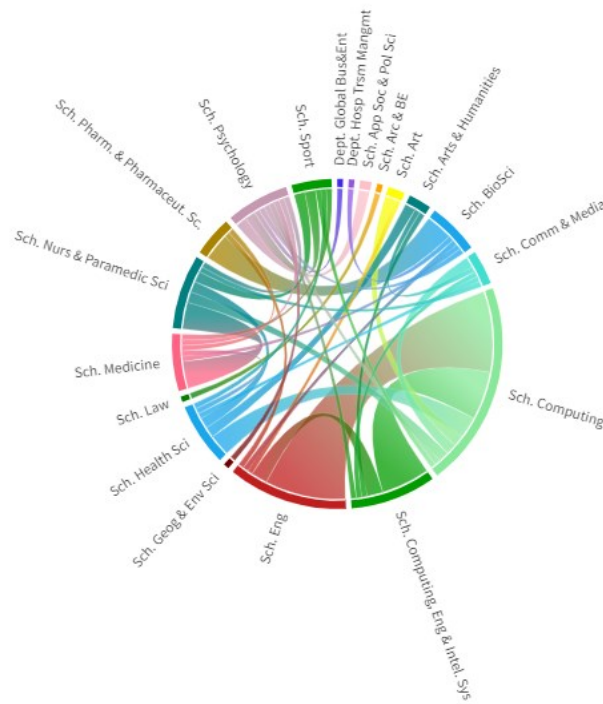 Dept. Global Bus&Ent
Dept. Hosp Trsm Mangmt
Sch. App Soc & Pol Sci
Sch. Arc & BE
Sch. Art
Sch. Arts & Humanities
Sch. BioSci
Sch. Comm & Media
Sch. Computing
Sch. Computing, Eng & Intel. Sys
Sch. Eng
Sch. Geog & Env Sci
Sch. Health Sci
Sch. Law
Sch. Medicine
Sch. Nurs & Paramedic Sci
Sch. Pharm. & Pharmaceut. Sc.
Sch. Psychology
Sch. Sport